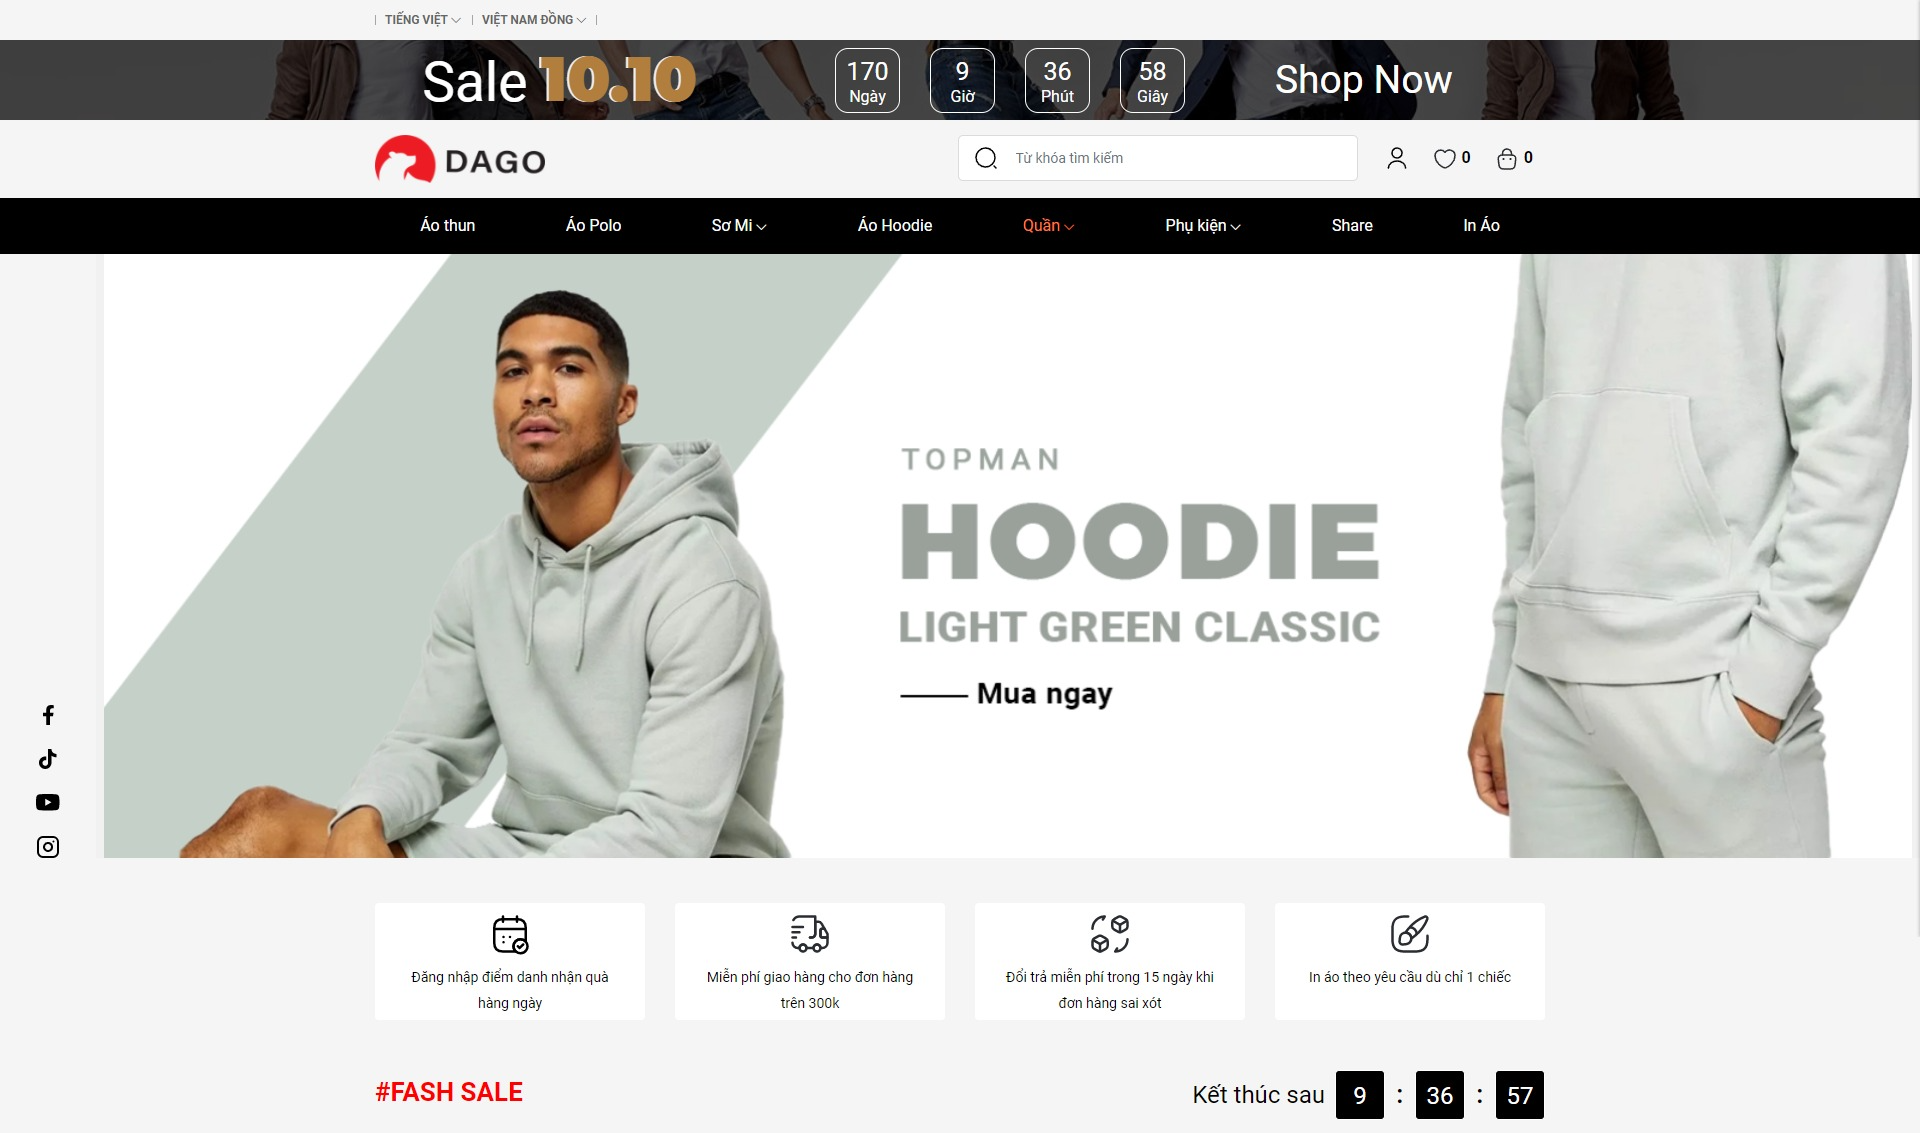 TIẾNG VIỆT
VIỆT NAM ĐỒNG
Sale 10.10
170 Ngày
9 Giờ
36 Phút
58 Giây
Shop Now
DAGO
Từ khóa tìm kiếm
0
0
Áo thun
Áo Polo
Sơ Mi
Áo Hoodie
Quần
Phụ kiện
Share
In Áo
TOPMAN
HOODIE
LIGHT GREEN CLASSIC
Mua ngay
Đăng nhập điểm danh nhận quà
hàng ngày
Miễn phí giao hàng cho đơn hàng
trên 300k
Đổi trả miễn phí trong 15 ngày khi
đơn hàng sai xót
In áo theo yêu cầu dù chỉ 1 chiếc
#FASH SALE
Kết thúc sau 9 : 36 : 57